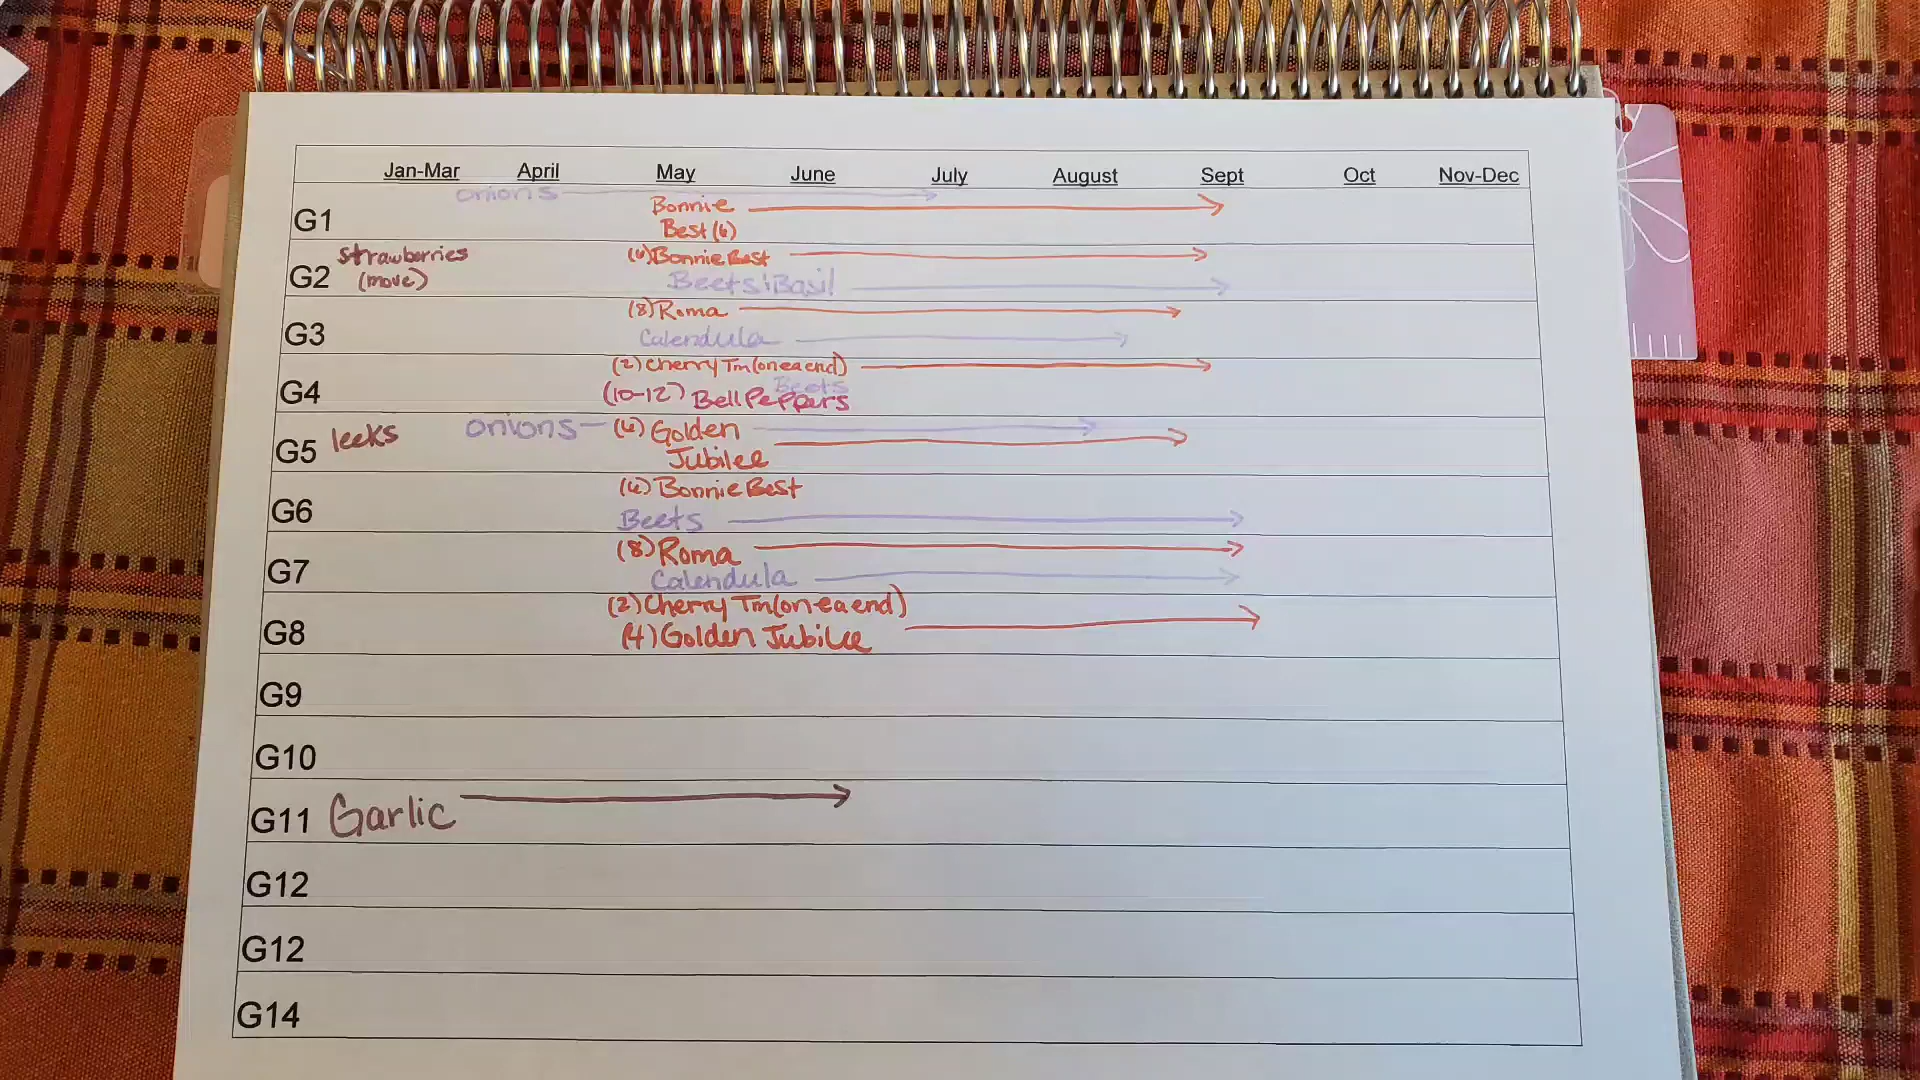 Jan-Mar April May June July August Sept Oct Nov-Dec
onions
G1 Bonnie
Best (6)
strawberries (6) Bonnie Best
G2 (move) Beets & Basil
(8) Roma
G3 Calendula
(2) Cherry Tm (one a end)
Beets
G4 (10-12) Bell Peppers
G5 leeks onions (6) Golden
Jubilee
(6) Bonnie Best
G6 Beets
(8) Roma
G7 Calendula
(2) Cherry Tm (one a end)
G8 (4) Golden Jubilee
G9
G10
G11 Garlic
G12
G12
G14